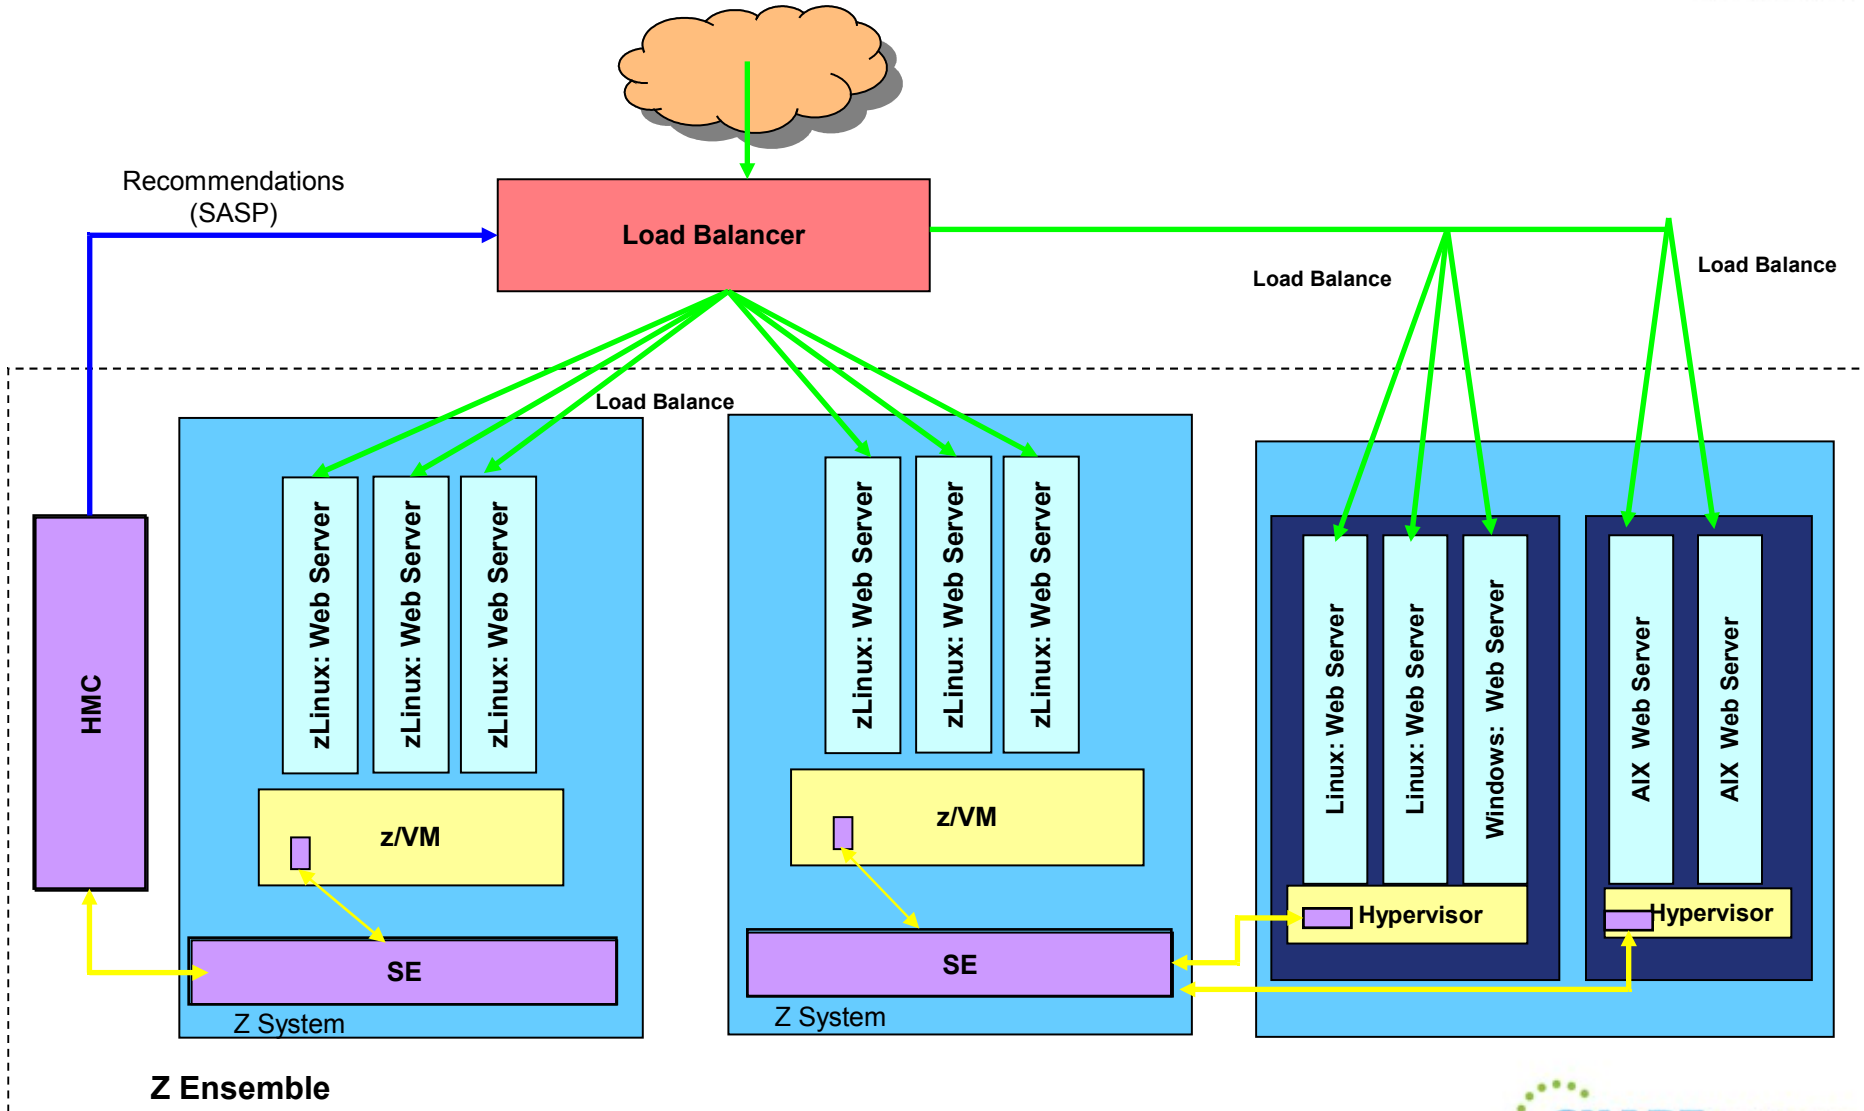 Recommendations
(SASP)
Load Balancer
Load Balance
Load Balance
Load Balance
HMC
zLinux: Web Server
zLinux: Web Server
zLinux: Web Server
zLinux: Web Server
zLinux: Web Server
zLinux: Web Server
Linux: Web Server
Linux: Web Server
Windows: Web Server
AIX Web Server
AIX Web Server
z/VM
z/VM
Hypervisor
Hypervisor
SE
SE
Z System
Z System
Z Ensemble